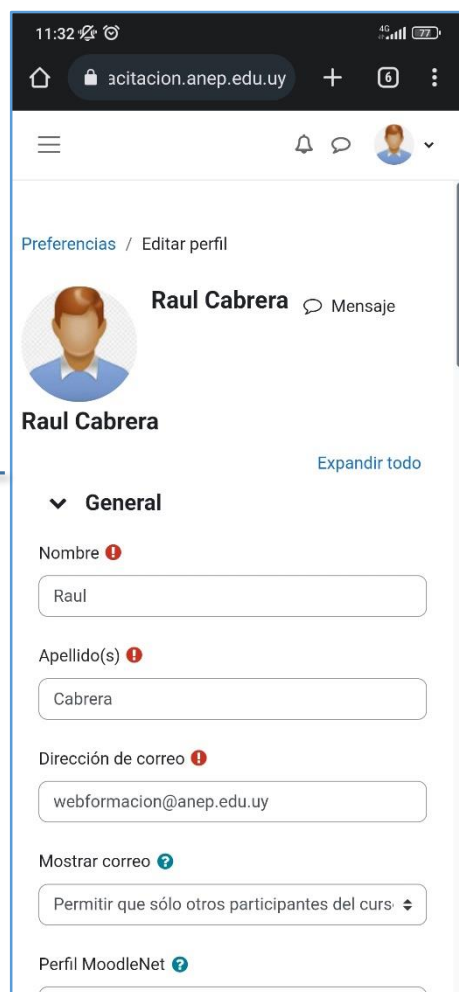 11:32
4G
77
acitacion.anep.edu.uy
6
Preferencias / Editar perfil
Raul Cabrera
Mensaje
Raul Cabrera
Expandir todo
General
Nombre
Raul
Apellido(s)
Cabrera
Dirección de correo
webformacion@anep.edu.uy
Mostrar correo
Permitir que sólo otros participantes del curs
Perfil MoodleNet